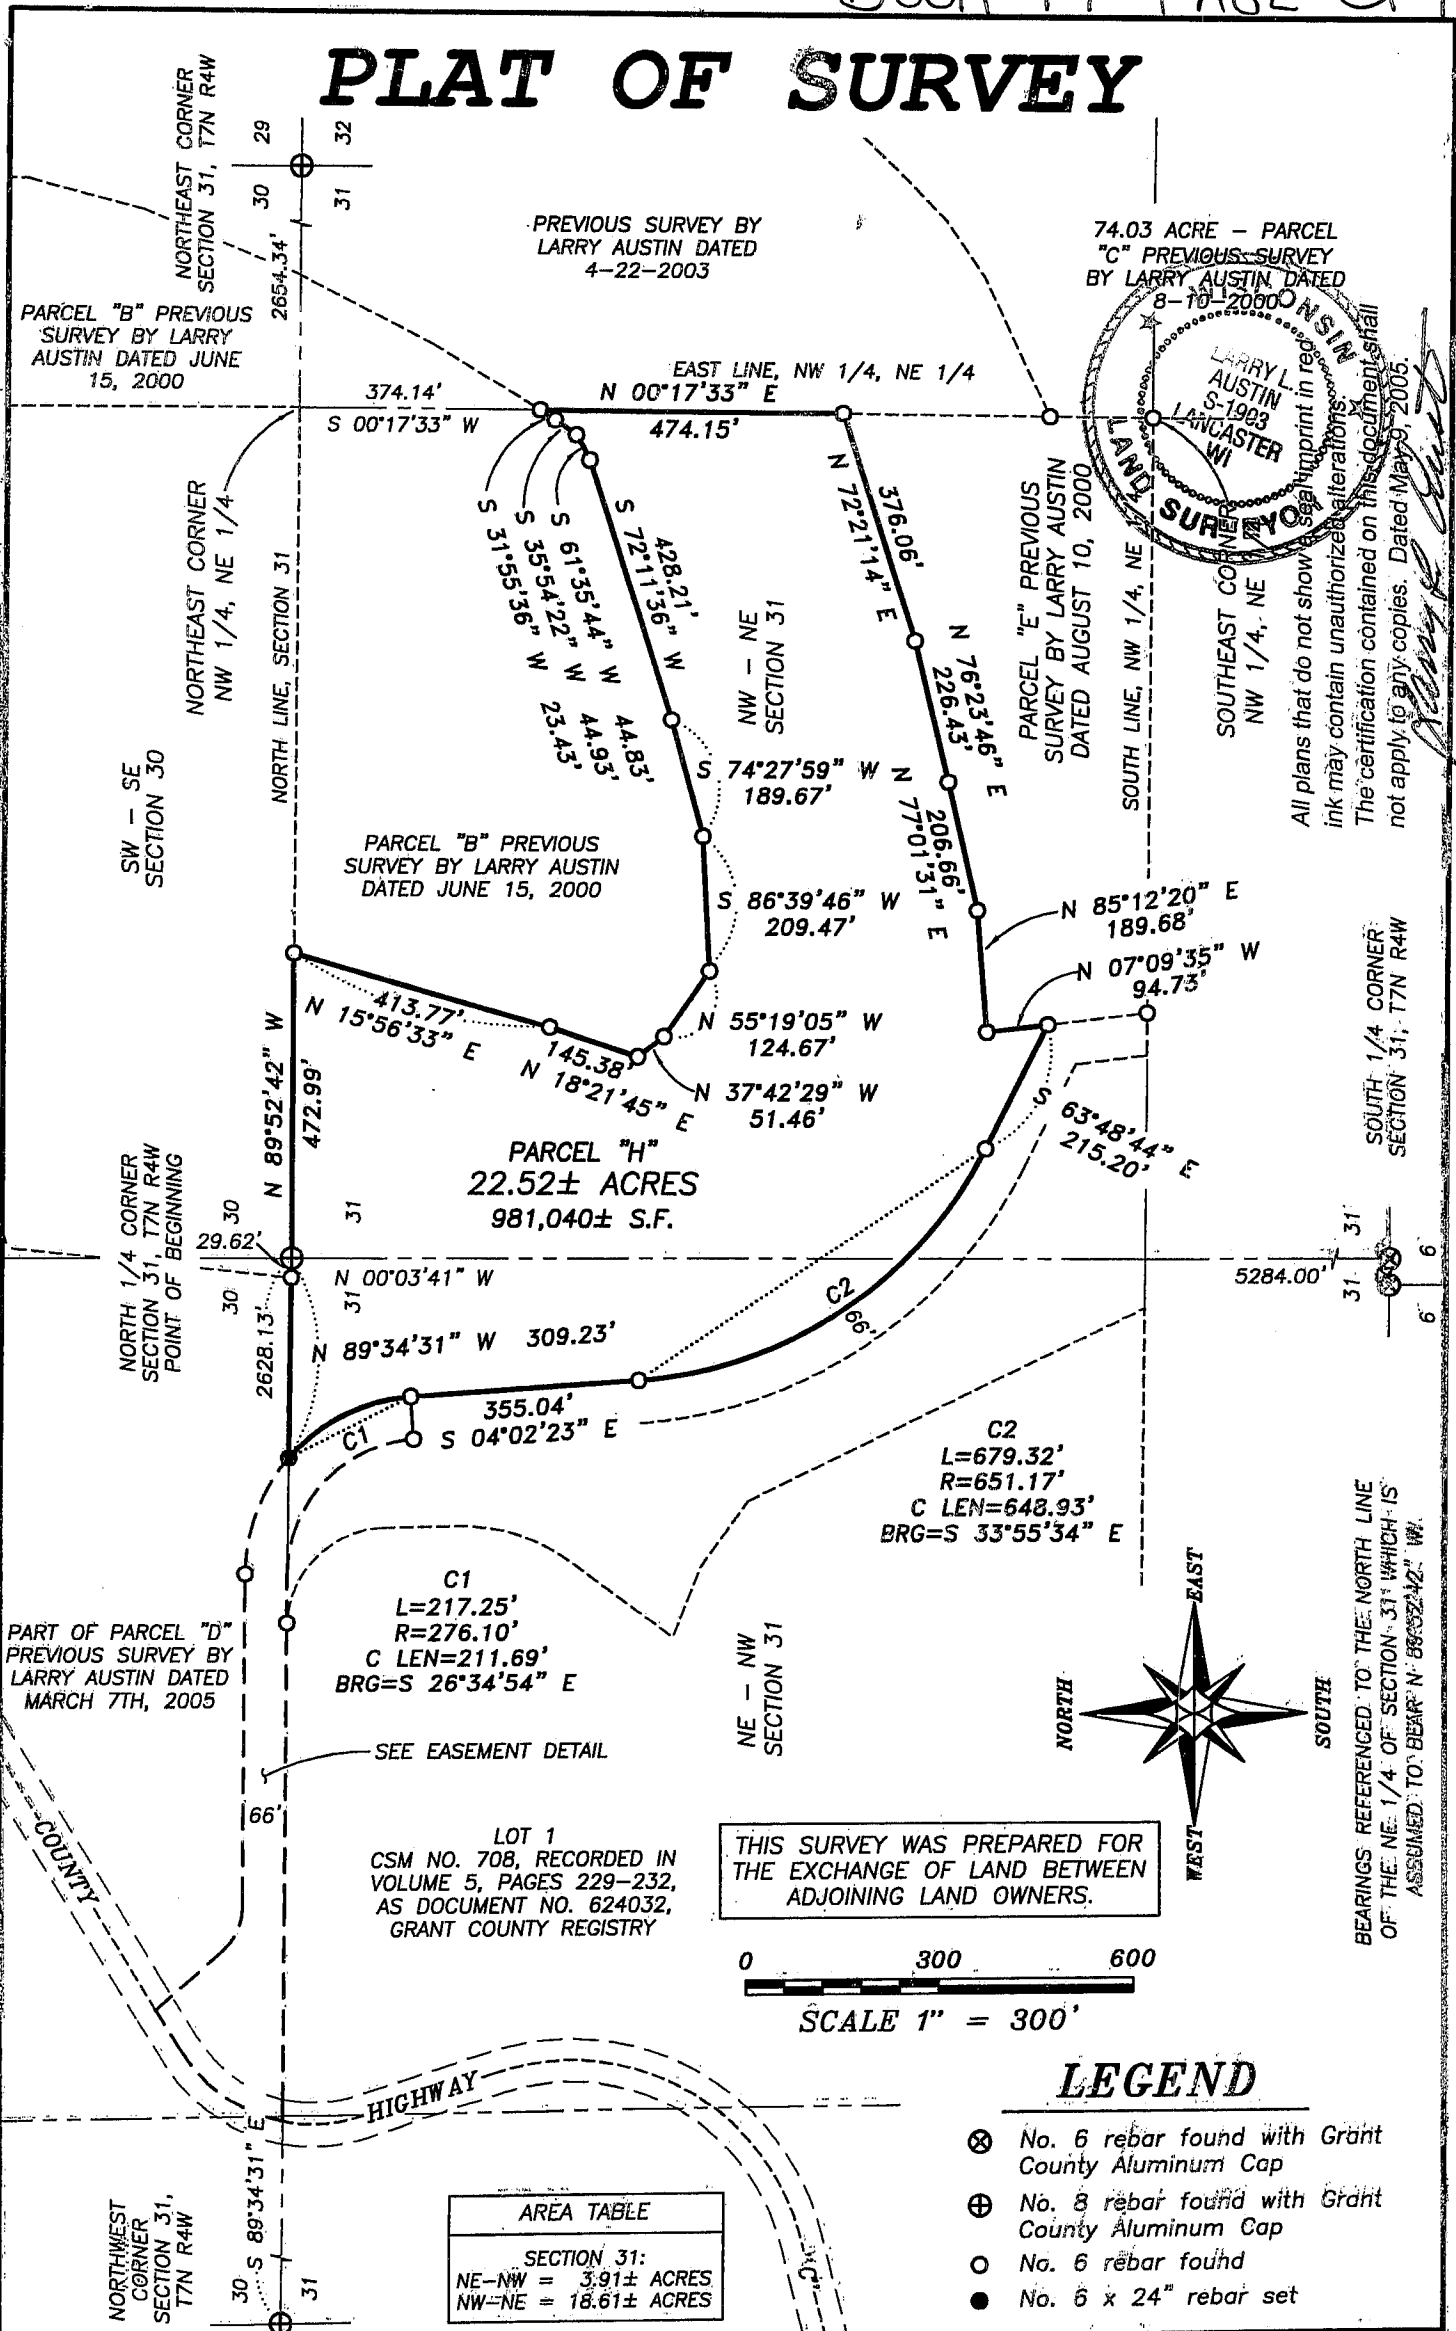 PLAT OF SURVEY
NORTHEAST CORNER
SECTION 31, T7N R4W
29
32
30
31
2654.34'
PREVIOUS SURVEY BY
LARRY AUSTIN DATED
4-22-2003
74.03 ACRE - PARCEL
"C" PREVIOUS SURVEY
BY LARRY AUSTIN DATED
8-10-2000
WISCONSIN
LARRY L.
AUSTIN
S-1903
LANCASTER
WI
LAND SURVEYOR
All plans that do not show a seal imprint in red
ink may contain unauthorized alterations.
The certification contained on this document shall
not apply to any copies. Dated May 9, 2005.
PARCEL "B" PREVIOUS
SURVEY BY LARRY
AUSTIN DATED JUNE
15, 2000
374.14'
S 00°17'33" W
EAST LINE, NW 1/4, NE 1/4
N 00°17'33" E
474.15'
NORTHEAST CORNER
NW 1/4, NE 1/4
NORTH LINE, SECTION 31
S 31°55'36" W 23.43'
S 35°54'22" W 44.93'
S 61°35'44" W 44.83'
428.21'
S 72°11'36" W
NW - NE
SECTION 31
376.06'
N 72°21'14" E
N 76°23'46" E
226.43'
206.66'
N 77°01'31" E
PARCEL "E" PREVIOUS
SURVEY BY LARRY AUSTIN
DATED AUGUST 10, 2000
SOUTH LINE, NW 1/4, NE 1/4
SOUTHEAST CORNER
NW 1/4, NE 1/4
SW - SE
SECTION 30
S 74°27'59" W
189.67'
PARCEL "B" PREVIOUS
SURVEY BY LARRY AUSTIN
DATED JUNE 15, 2000
S 86°39'46" W
209.47'
N 85°12'20" E
189.68'
N 07°09'35" W
94.73'
SOUTH 1/4 CORNER
SECTION 31, T7N R4W
413.77'
N 15°56'33" E
145.38'
N 18°21'45" E
N 55°19'05" W
124.67'
N 37°42'29" W
51.46'
N 89°52'42" W
472.99'
S 63°48'44" E
215.20'
PARCEL "H"
22.52± ACRES
981,040± S.F.
NORTH 1/4 CORNER
SECTION 31, T7N R4W
POINT OF BEGINNING
30
31
29.62'
30
31
N 00°03'41" W
5284.00'
31
6
31
6
2628.13'
N 89°34'31" W 309.23'
C2
66'
355.04'
S 04°02'23" E
C1
C2
L=679.32'
R=651.17'
C LEN=648.93'
BRG=S 33°55'34" E
C1
L=217.25'
R=276.10'
C LEN=211.69'
BRG=S 26°34'54" E
PART OF PARCEL "D"
PREVIOUS SURVEY BY
LARRY AUSTIN DATED
MARCH 7TH, 2005
SEE EASEMENT DETAIL
NE - NW
SECTION 31
EAST
NORTH
SOUTH
WEST
BEARINGS REFERENCED TO THE NORTH LINE
OF THE NE 1/4 OF SECTION 31 WHICH IS
ASSUMED TO BEAR N 89°52'42" W.
66'
COUNTY
LOT 1
CSM NO. 708, RECORDED IN
VOLUME 5, PAGES 229-232,
AS DOCUMENT NO. 624032,
GRANT COUNTY REGISTRY
THIS SURVEY WAS PREPARED FOR
THE EXCHANGE OF LAND BETWEEN
ADJOINING LAND OWNERS.
0 300 600
SCALE 1" = 300'
HIGHWAY
"C"
S 89°34'31" E
NORTHWEST
CORNER
SECTION 31,
T7N R4W
30
31
AREA TABLE
SECTION 31:
NE-NW = 3.91± ACRES
NW-NE = 18.61± ACRES
LEGEND
No. 6 rebar found with Grant
County Aluminum Cap
No. 8 rebar found with Grant
County Aluminum Cap
No. 6 rebar found
No. 6 x 24" rebar set